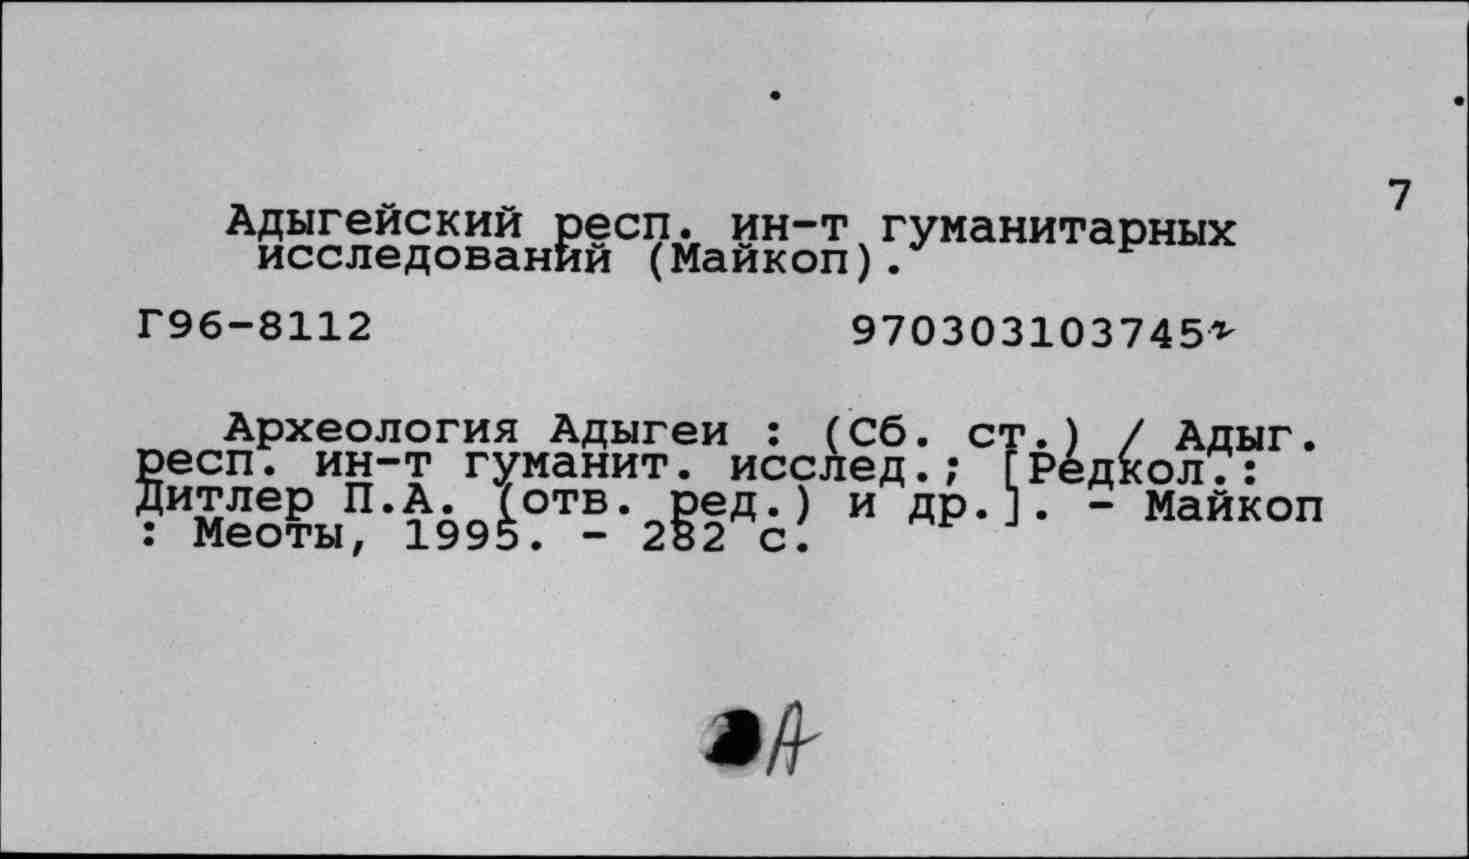 7
Адыгейский респ. ин-т гуманитарных
исследований (Майкоп).
Г96-8112 970303103745
Археология Адыгеи : (Сб. ст.) / Адыг.
респ. ин-т гуманит. исслед.; [Редкол.:
Дитлер П.А. (отв. ред.) и др.]. - Майкоп
: Меоты, 1995. - 282 с.
А